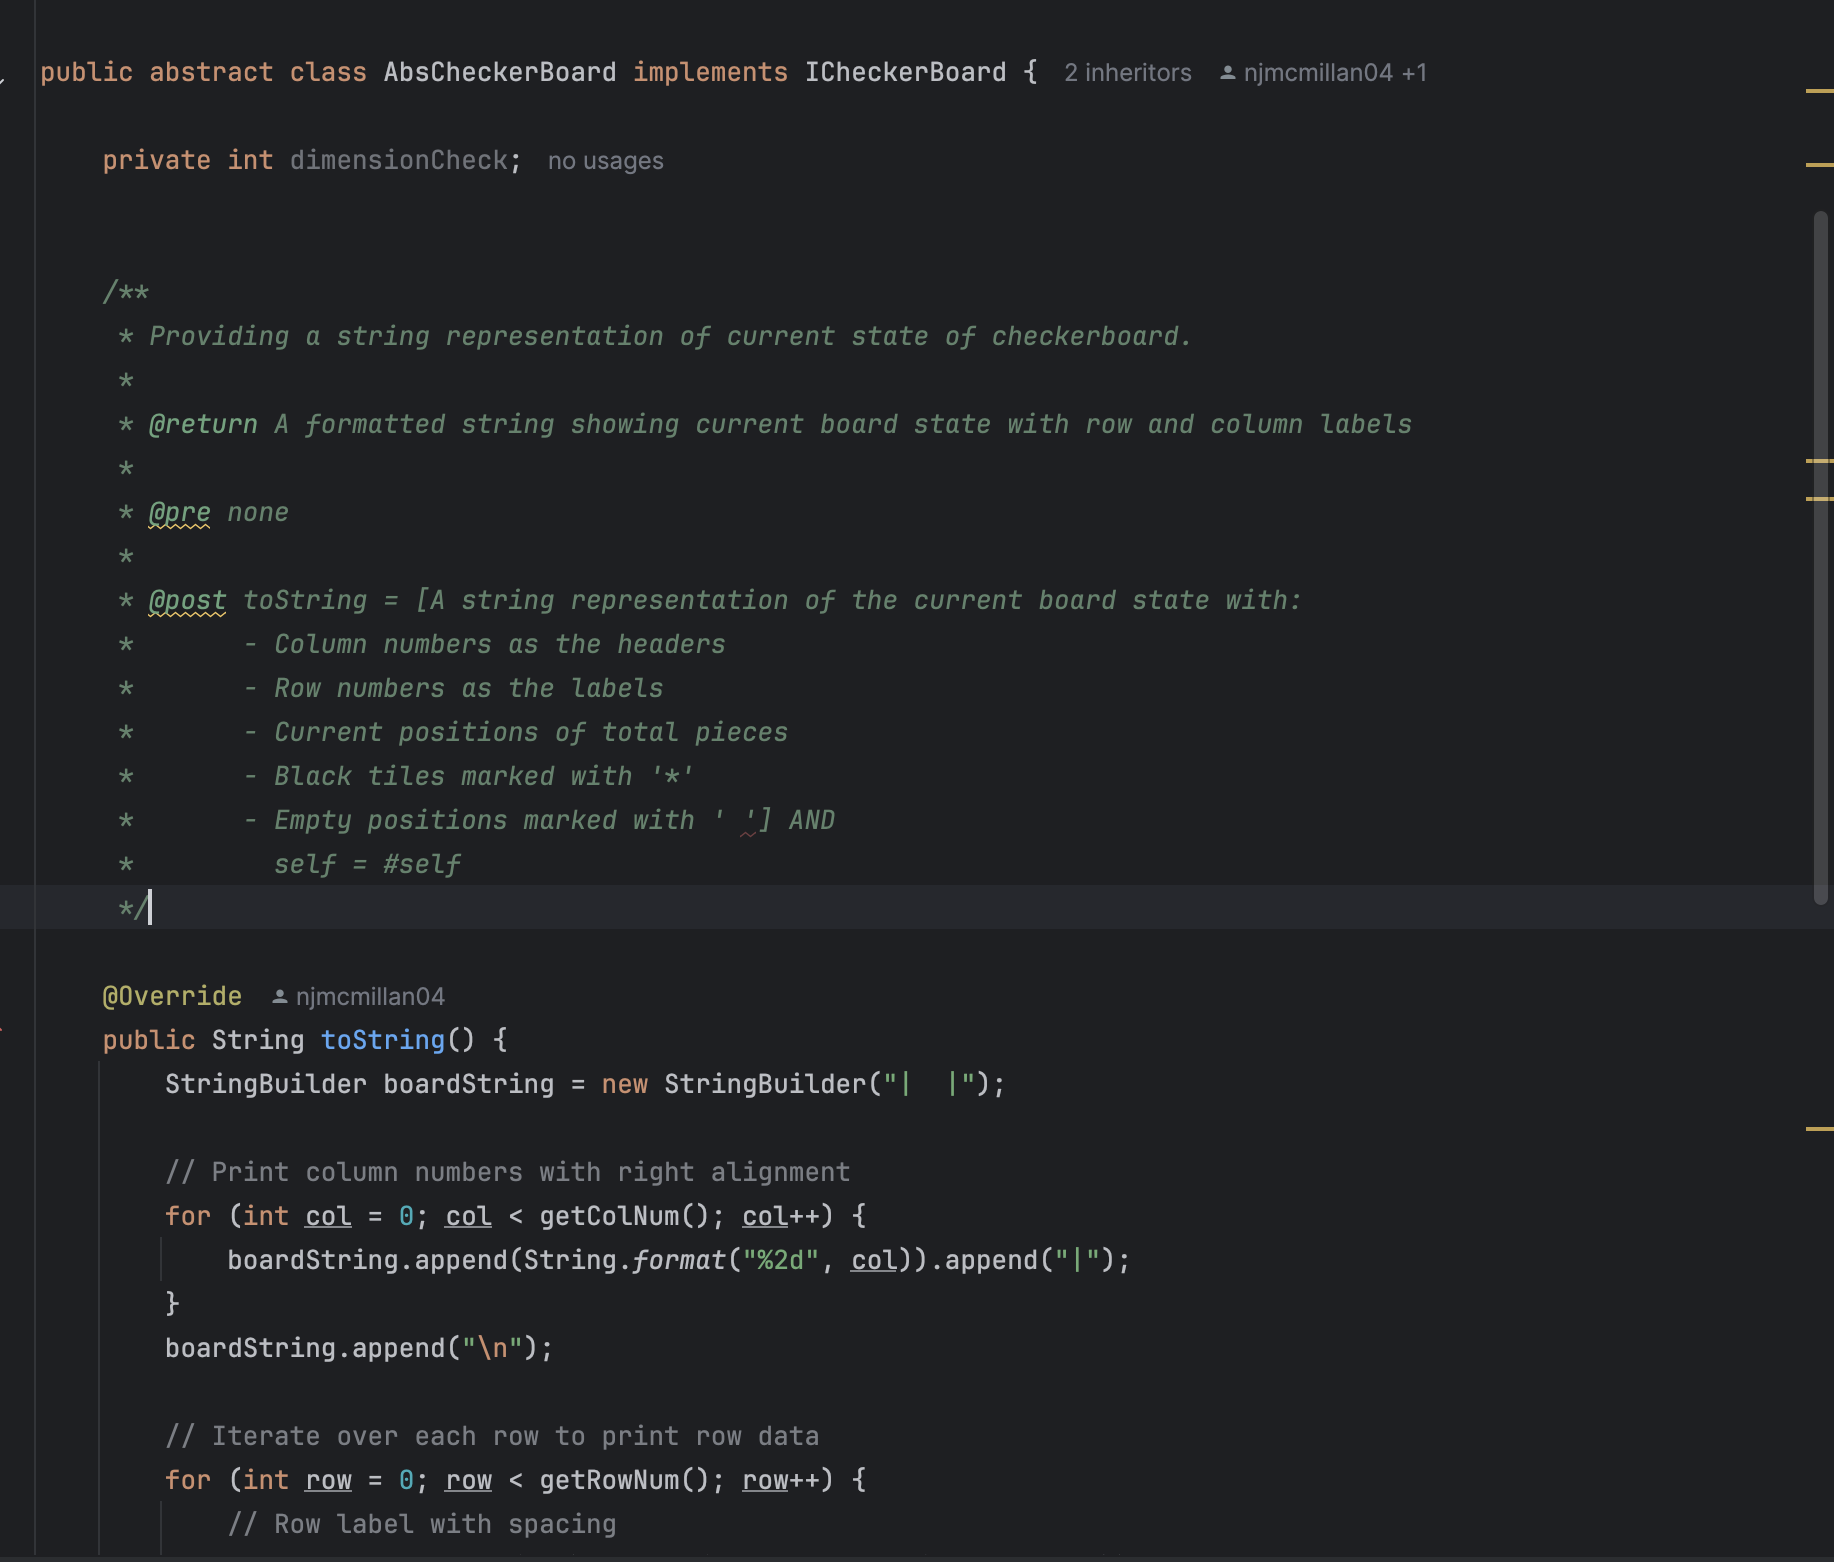 public abstract class AbsCheckerBoard implements ICheckerBoard { 2 inheritors njmcmillan04 +1
private int dimensionCheck; no usages
/**
* Providing a string representation of current state of checkerboard.
*
* @return A formatted string showing current board state with row and column labels
*
* @pre none
*
* @post toString = [A string representation of the current board state with:
* - Column numbers as the headers
* - Row numbers as the labels
* - Current positions of total pieces
* - Black tiles marked with '*'
* - Empty positions marked with ' '] AND
* self = #self
*/
@Override njmcmillan04
public String toString() {
StringBuilder boardString = new StringBuilder("|  |");
// Print column numbers with right alignment
for (int col = 0; col < getColNum(); col++) {
boardString.append(String.format("%2d", col)).append("|");
}
boardString.append("\n");
// Iterate over each row to print row data
for (int row = 0; row < getRowNum(); row++) {
// Row label with spacing